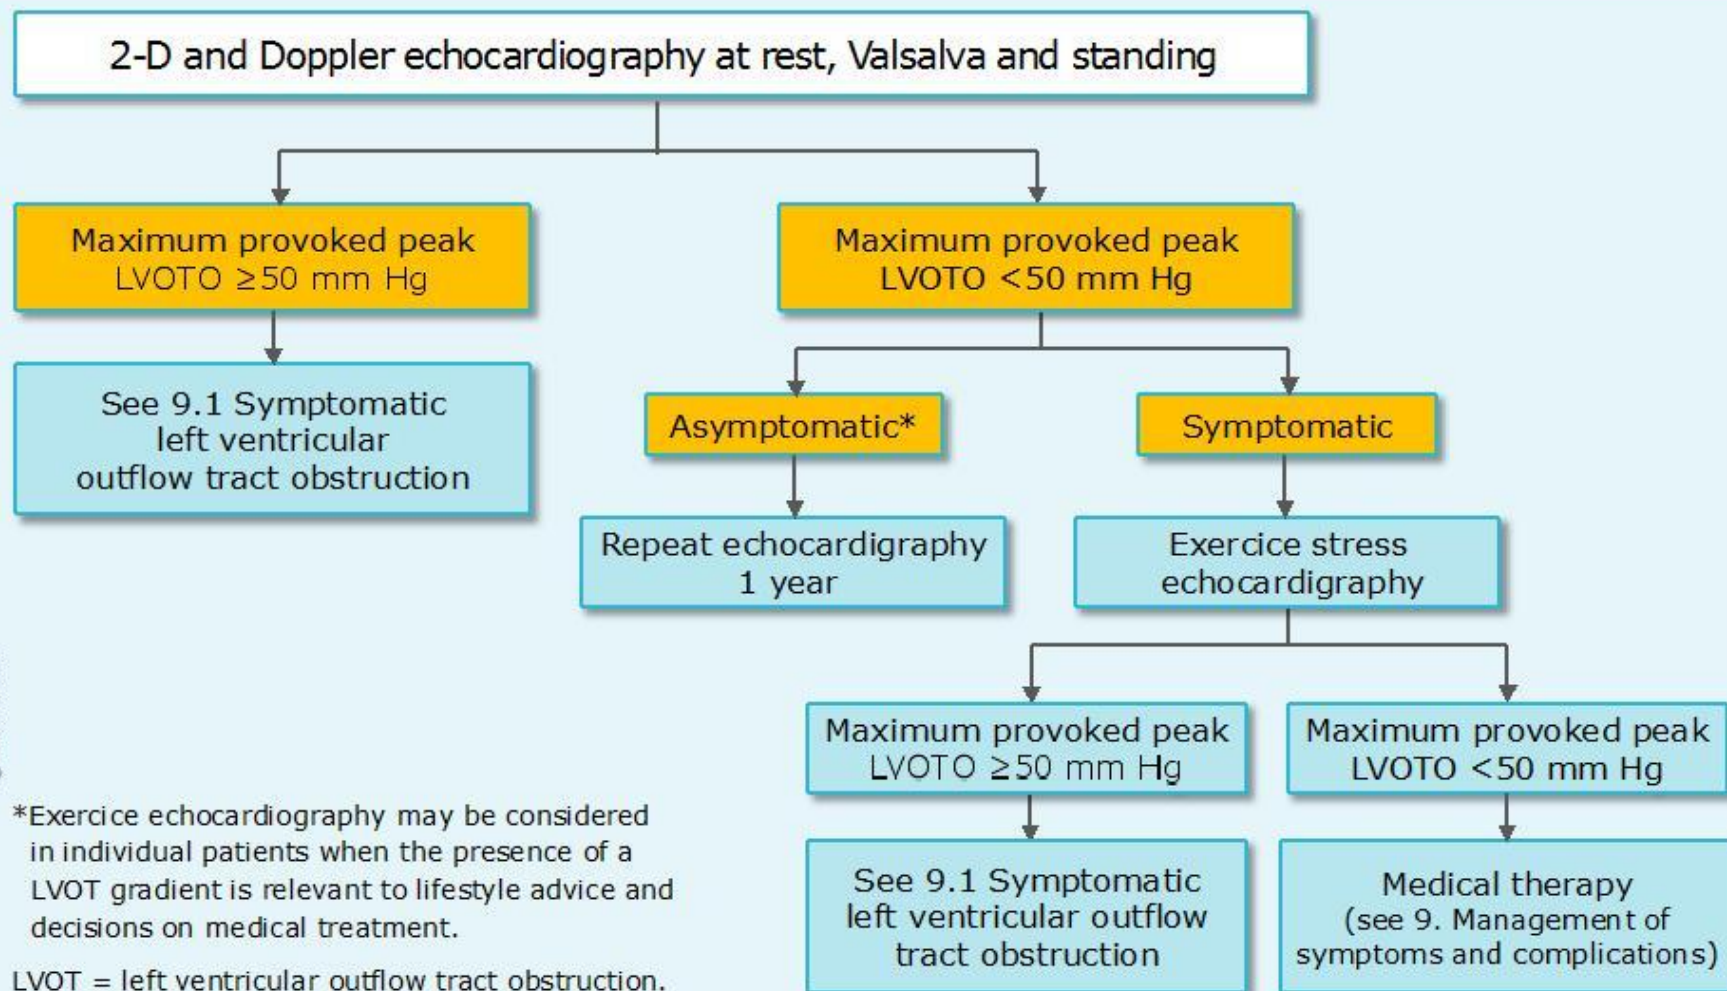 2-D and Doppler echocardiography at rest, Valsalva and standing
Maximum provoked peak
LVOTO ≥50 mm Hg
Maximum provoked peak
LVOTO <50 mm Hg
See 9.1 Symptomatic
left ventricular
outflow tract obstruction
Asymptomatic*
Symptomatic
Repeat echocardigraphy
1 year
Exercice stress
echocardigraphy
Maximum provoked peak
LVOTO ≥50 mm Hg
Maximum provoked peak
LVOTO <50 mm Hg
See 9.1 Symptomatic
left ventricular outflow
tract obstruction
Medical therapy
(see 9. Management of
symptoms and complications)
*Exercice echocardiography may be considered
in individual patients when the presence of a
LVOT gradient is relevant to lifestyle advice and
decisions on medical treatment.
LVOT = left ventricular outflow tract obstruction.